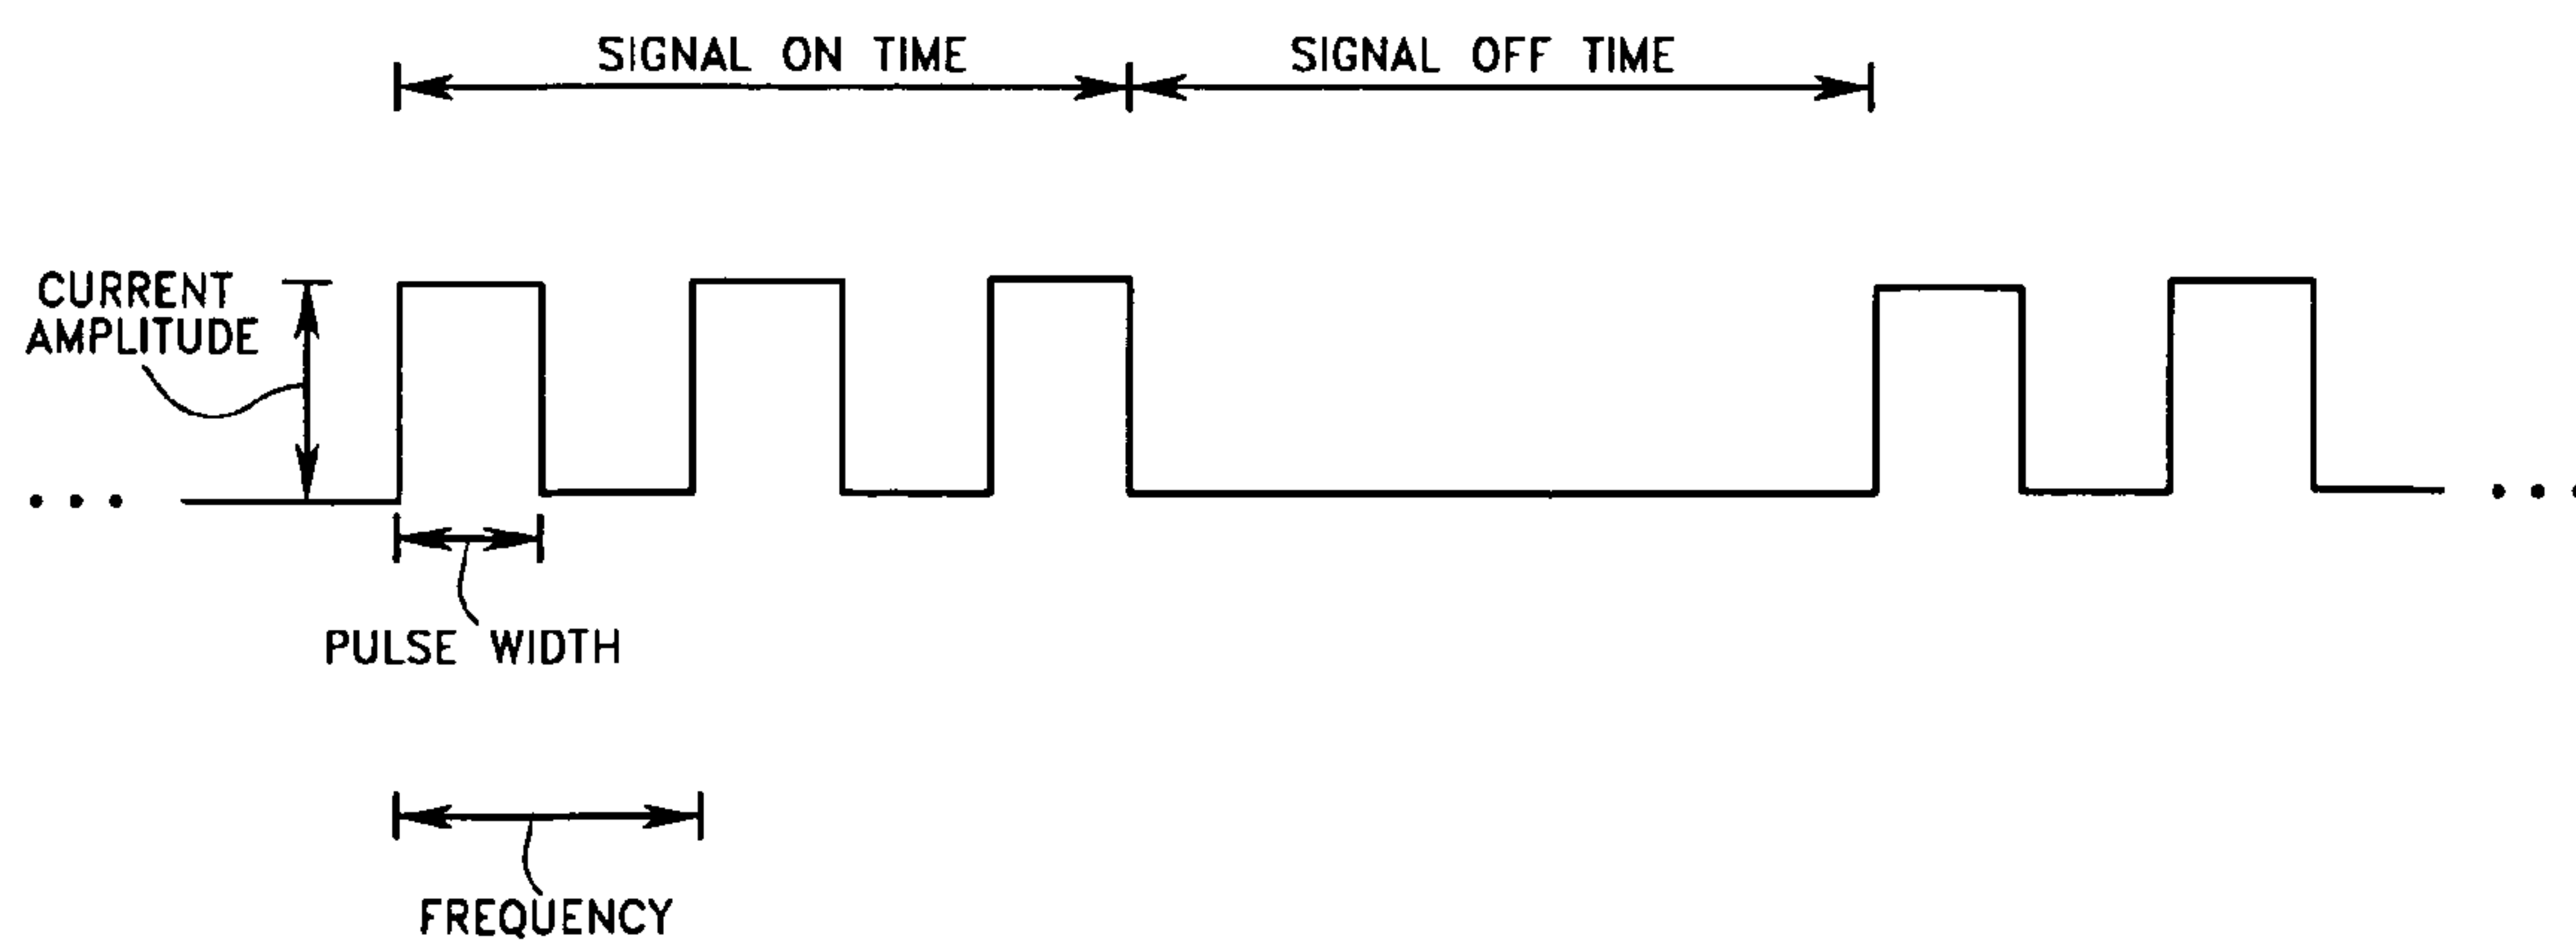 SIGNAL ON TIME
SIGNAL OFF TIME
CURRENT
AMPLITUDE
PULSE WIDTH
FREQUENCY